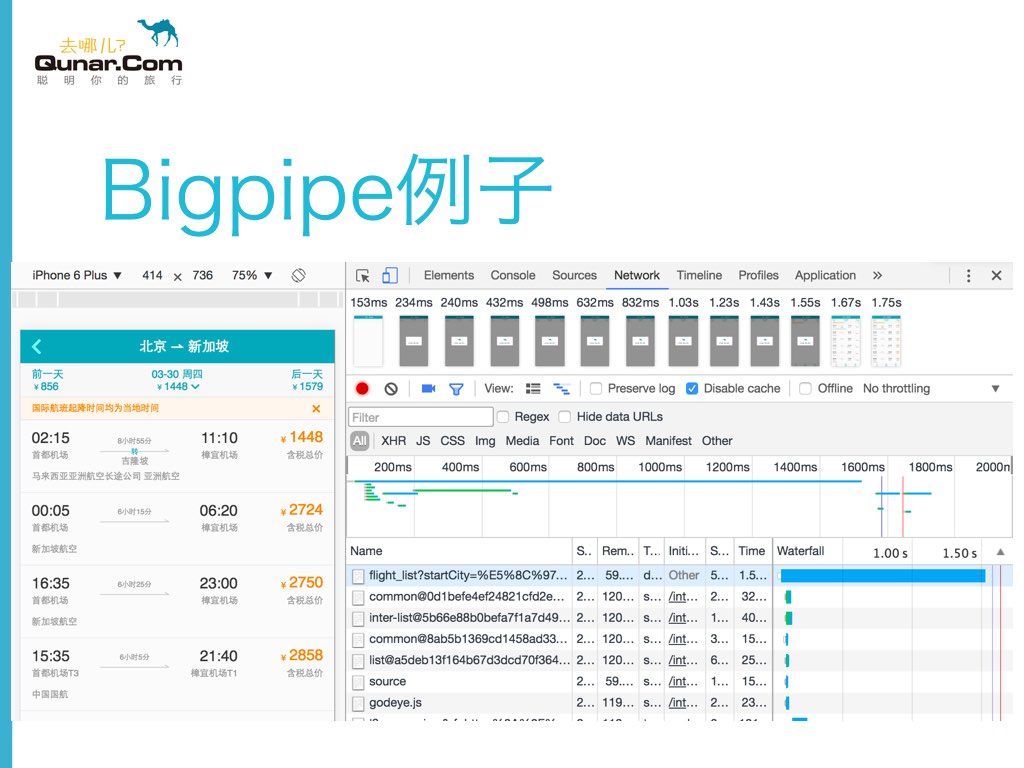 去哪儿?
Qunar.Com
聪明你的旅行
Bigpipe例子
iPhone 6 Plus ▼ 414 × 736 75% ▼
Elements Console Sources Network Timeline Profiles Application »
153ms 234ms 240ms 432ms 498ms 632ms 832ms 1.03s 1.23s 1.43s 1.55s 1.67s 1.75s
北京 ⇀ 新加坡
前一天 03-30 周四 后一天
¥856 ¥1448 ¥1579
国际航班起降时间均为当地时间 ×
02:15 8小时55分 11:10 ¥1448
首都机场 转 樟宜机场 含税总价
吉隆坡
马来西亚亚洲航空长途公司 亚洲航空
00:05 6小时15分 06:20 ¥2724
首都机场 樟宜机场 含税总价
新加坡航空
16:35 6小时25分 23:00 ¥2750
首都机场 樟宜机场 含税总价
新加坡航空
15:35 6小时5分 21:40 ¥2858
首都机场T3 樟宜机场T1 含税总价
中国国航
View: Preserve log Disable cache Offline No throttling ▼
Filter Regex Hide data URLs
All XHR JS CSS Img Media Font Doc WS Manifest Other
200ms 400ms 600ms 800ms 1000ms 1200ms 1400ms 1600ms 1800ms 2000n
Name S.. Rem.. T... Initi... S... Time Waterfall 1.00 s 1.50 s ▲
flight_list?startCity=%E5%8C%97... 2... 59.... d... Other 5... 1.5...
common@0d1befe4ef24821cfd2e... 2... 120... s... /int... 2... 32...
inter-list@5b66e88b0befa7f1a7d49... 2... 120... s... /int... 1... 40...
common@8ab5b1369cd1458ad33... 2... 120... s... /int... 3... 15...
list@a5deb13f164b67d3dcd70f364... 2... 120... s... /int... 6... 25...
source 2... 59.... s... /int... 1... 15...
godeye.js 2... 119... s... /int... 2... 23...